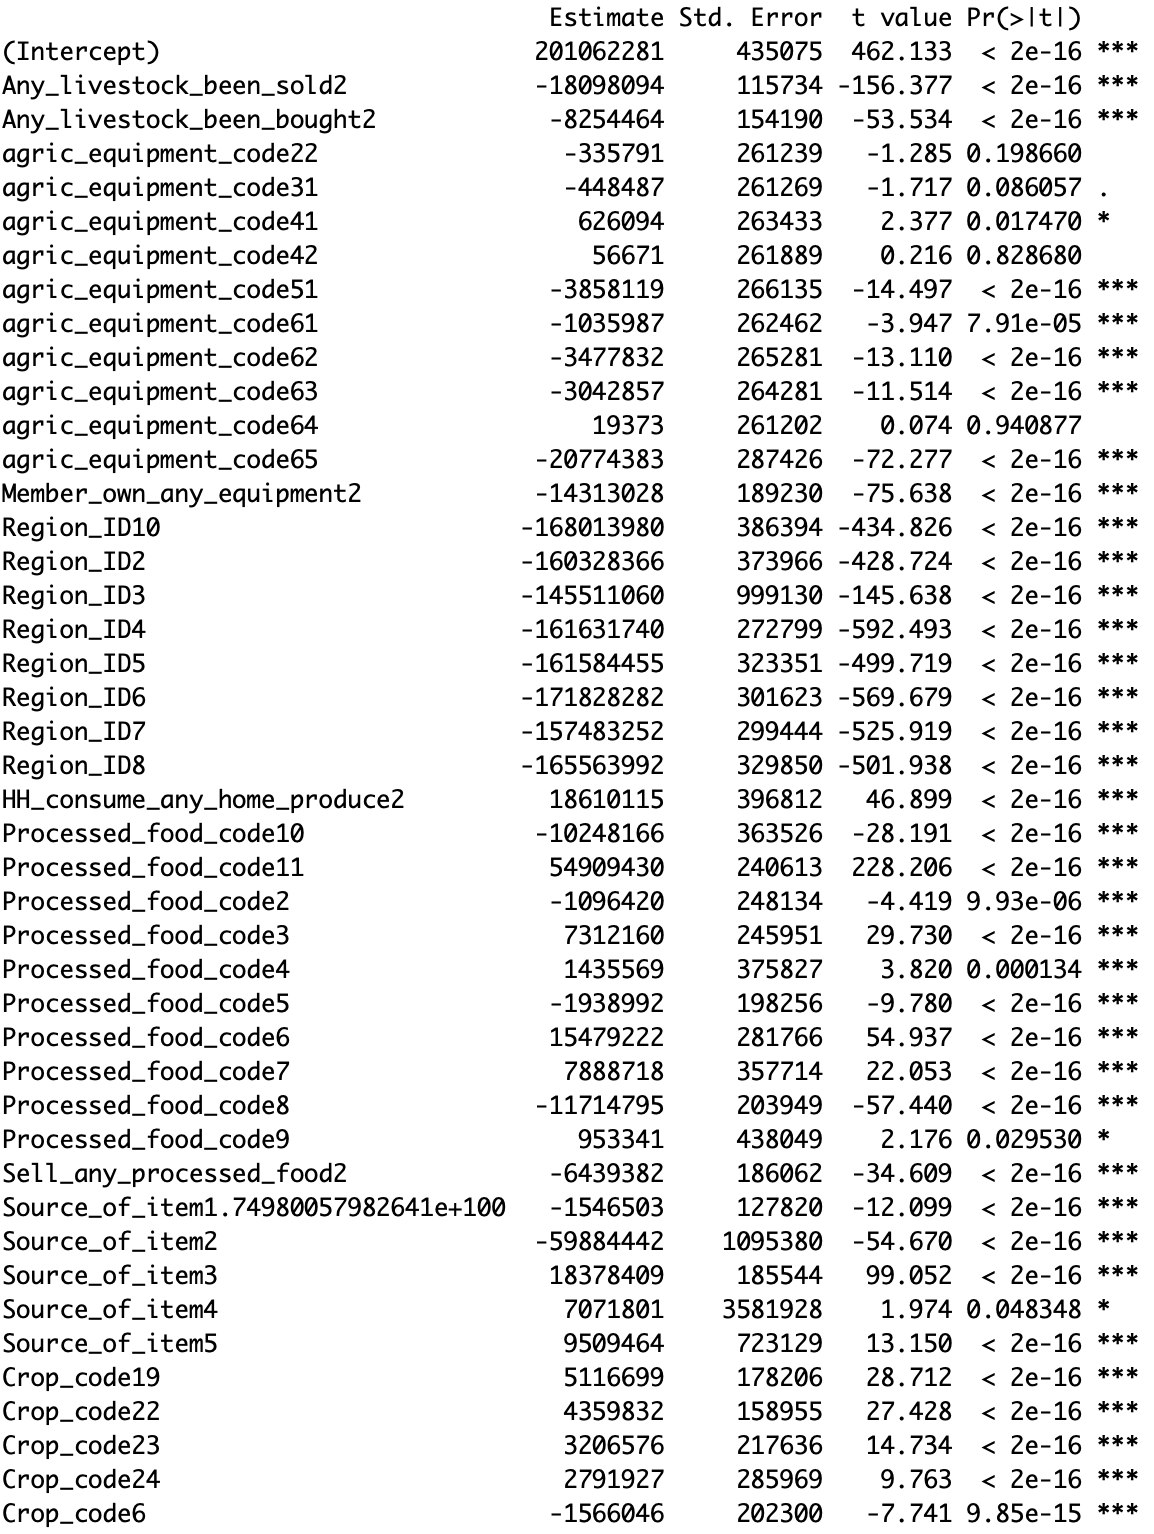 Estimate Std. Error t value Pr(>|t|)
(Intercept) 201062281 435075 462.133 < 2e-16 ***
Any_livestock_been_sold2 -18098094 115734 -156.377 < 2e-16 ***
Any_livestock_been_bought2 -8254464 154190 -53.534 < 2e-16 ***
agric_equipment_code22 -335791 261239 -1.285 0.198660
agric_equipment_code31 -448487 261269 -1.717 0.086057 .
agric_equipment_code41 626094 263433 2.377 0.017470 *
agric_equipment_code42 56671 261889 0.216 0.828680
agric_equipment_code51 -3858119 266135 -14.497 < 2e-16 ***
agric_equipment_code61 -1035987 262462 -3.947 7.91e-05 ***
agric_equipment_code62 -3477832 265281 -13.110 < 2e-16 ***
agric_equipment_code63 -3042857 264281 -11.514 < 2e-16 ***
agric_equipment_code64 19373 261202 0.074 0.940877
agric_equipment_code65 -20774383 287426 -72.277 < 2e-16 ***
Member_own_any_equipment2 -14313028 189230 -75.638 < 2e-16 ***
Region_ID10 -168013980 386394 -434.826 < 2e-16 ***
Region_ID2 -160328366 373966 -428.724 < 2e-16 ***
Region_ID3 -145511060 999130 -145.638 < 2e-16 ***
Region_ID4 -161631740 272799 -592.493 < 2e-16 ***
Region_ID5 -161584455 323351 -499.719 < 2e-16 ***
Region_ID6 -171828282 301623 -569.679 < 2e-16 ***
Region_ID7 -157483252 299444 -525.919 < 2e-16 ***
Region_ID8 -165563992 329850 -501.938 < 2e-16 ***
HH_consume_any_home_produce2 18610115 396812 46.899 < 2e-16 ***
Processed_food_code10 -10248166 363526 -28.191 < 2e-16 ***
Processed_food_code11 54909430 240613 228.206 < 2e-16 ***
Processed_food_code2 -1096420 248134 -4.419 9.93e-06 ***
Processed_food_code3 7312160 245951 29.730 < 2e-16 ***
Processed_food_code4 1435569 375827 3.820 0.000134 ***
Processed_food_code5 -1938992 198256 -9.780 < 2e-16 ***
Processed_food_code6 15479222 281766 54.937 < 2e-16 ***
Processed_food_code7 7888718 357714 22.053 < 2e-16 ***
Processed_food_code8 -11714795 203949 -57.440 < 2e-16 ***
Processed_food_code9 953341 438049 2.176 0.029530 *
Sell_any_processed_food2 -6439382 186062 -34.609 < 2e-16 ***
Source_of_item1.74980057982641e+100 -1546503 127820 -12.099 < 2e-16 ***
Source_of_item2 -59884442 1095380 -54.670 < 2e-16 ***
Source_of_item3 18378409 185544 99.052 < 2e-16 ***
Source_of_item4 7071801 3581928 1.974 0.048348 *
Source_of_item5 9509464 723129 13.150 < 2e-16 ***
Crop_code19 5116699 178206 28.712 < 2e-16 ***
Crop_code22 4359832 158955 27.428 < 2e-16 ***
Crop_code23 3206576 217636 14.734 < 2e-16 ***
Crop_code24 2791927 285969 9.763 < 2e-16 ***
Crop_code6 -1566046 202300 -7.741 9.85e-15 ***